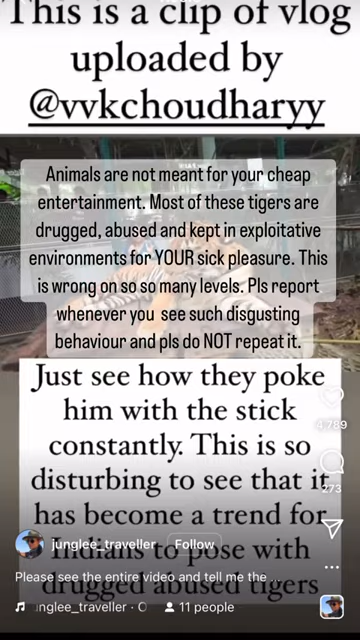 This is a clip of vlog
uploaded by
@vvkchoudharyy
Animals are not meant for your cheap
entertainment. Most of these tigers are
drugged, abused and kept in exploitative
environments for YOUR sick pleasure. This
is wrong on so so many levels. Pls report
whenever you see such disgusting
behaviour and pls do NOT repeat it.
Just see how they poke
him with the stick
constantly. This is so
disturbing to see that it
has become a trend for
Indians to pose with
drugged abused tigers
4,789
273
junglee_traveller
Follow
Please see the entire video and tell me the ...
unglee_traveller · O
11 people